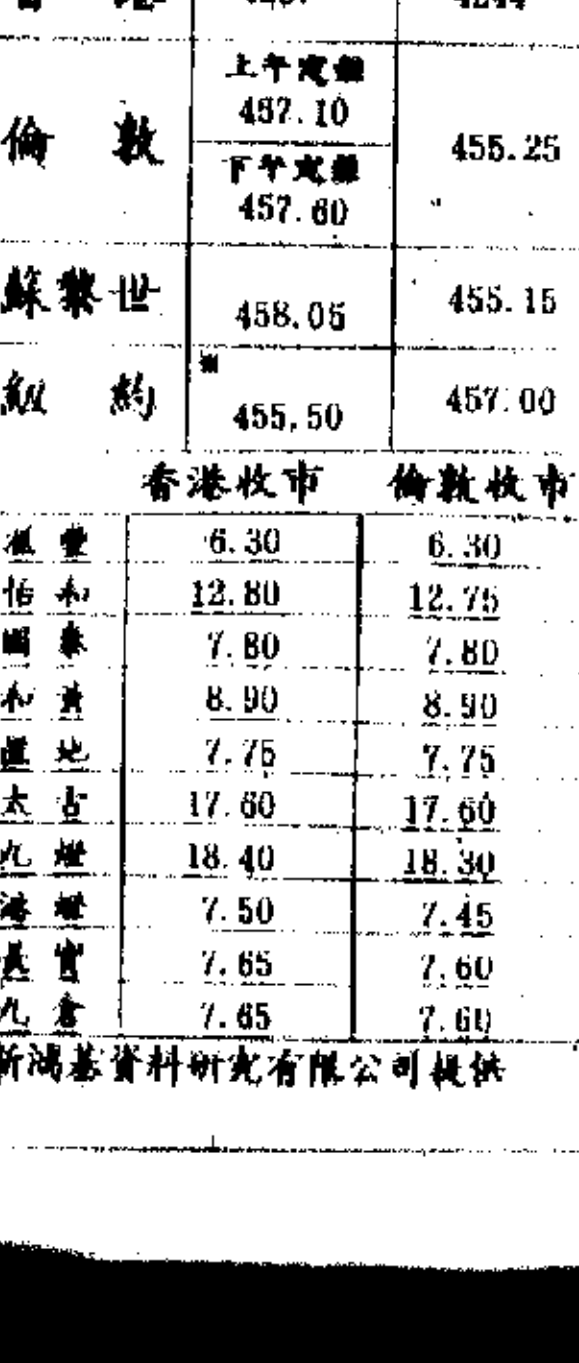 港
倫敦 上午定盤 457.10 455.25
下午定盤 457.60
蘇黎世 458.05 455.15
紐約 455.50 457.00
香港收市 倫敦收市
滙豐 6.30 6.30
怡和 12.80 12.75
國泰 7.80 7.80
和黃 8.90 8.90
置地 7.75 7.75
太古 17.60 17.60
九燈 18.40 18.30
港燈 7.50 7.45
長實 7.65 7.60
九倉 7.65 7.60
新鴻基資料研究有限公司提供